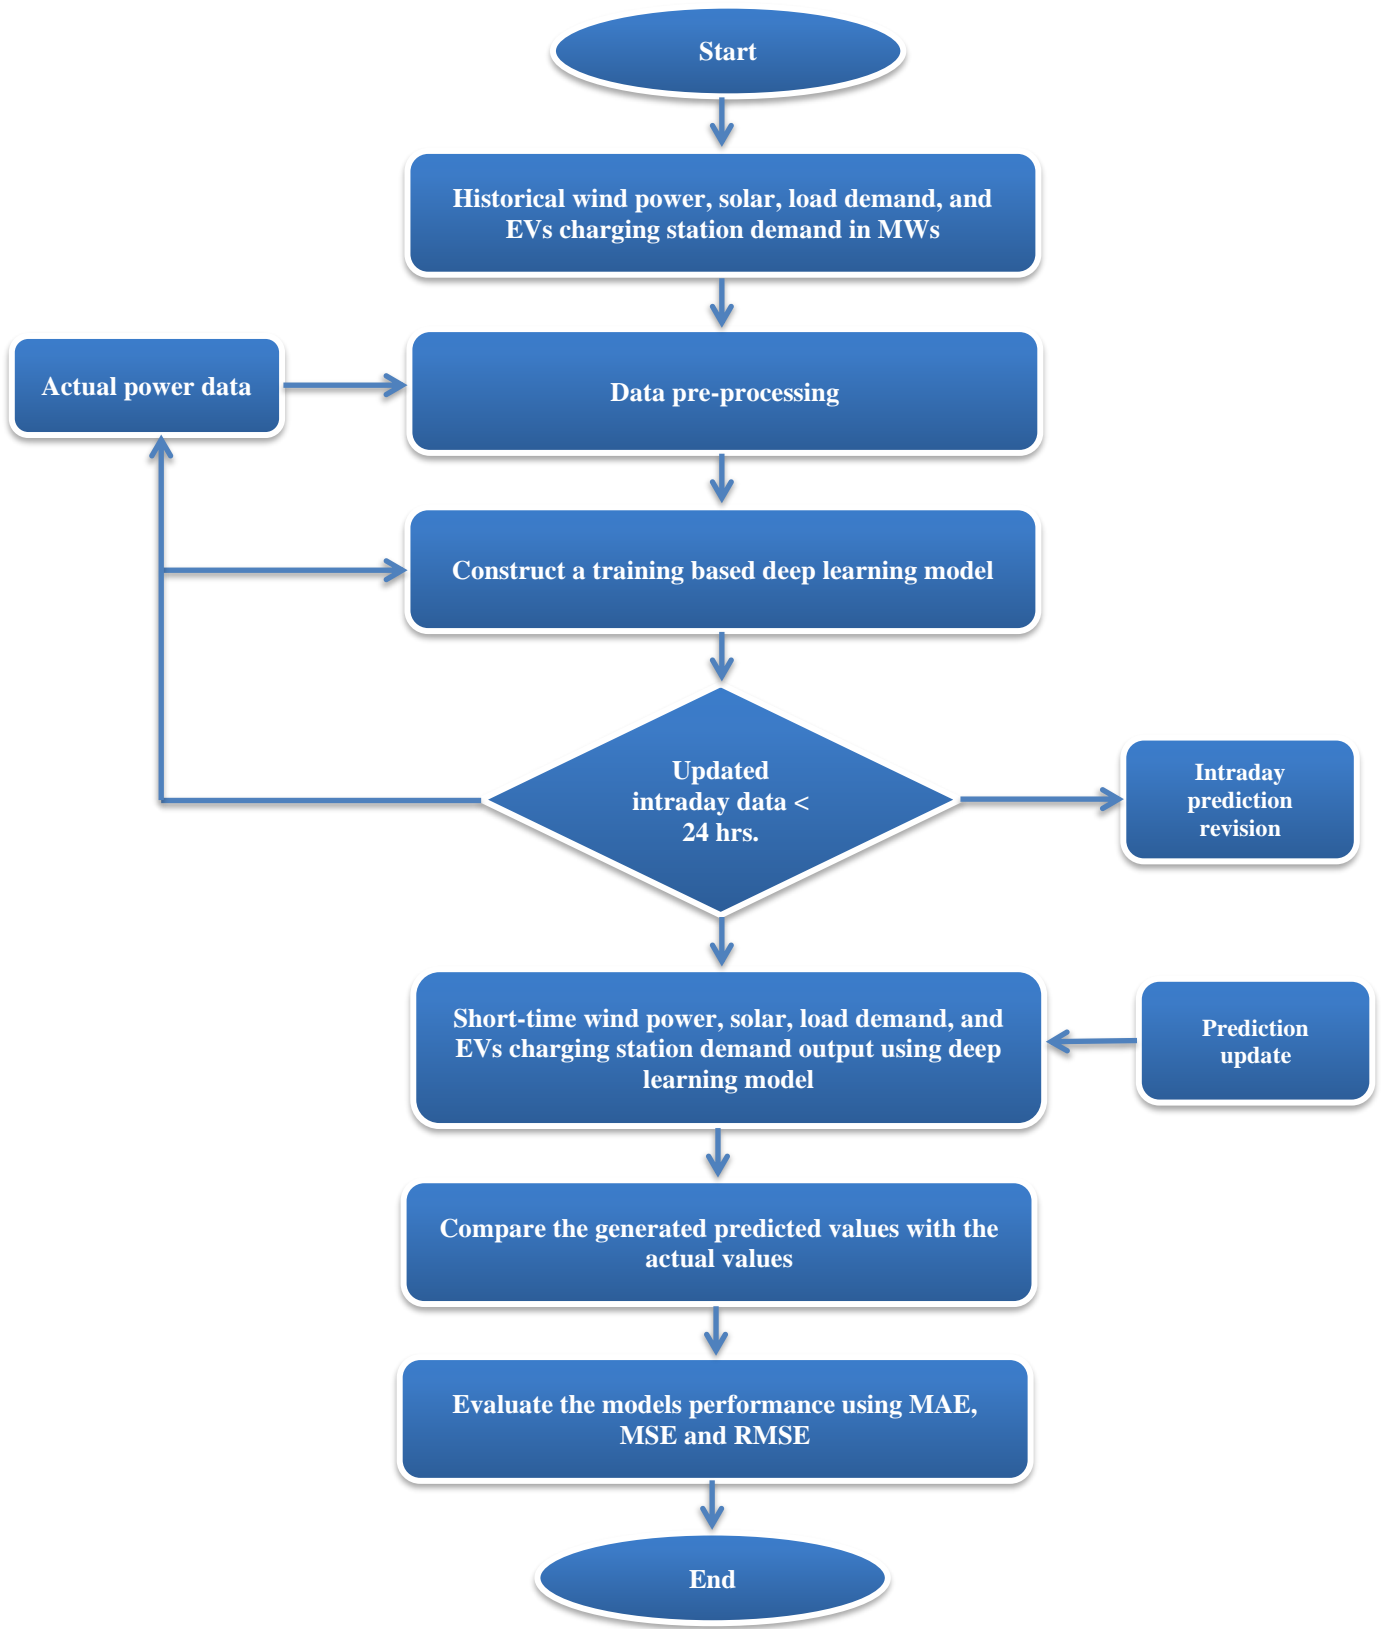 Start
Historical wind power, solar, load demand, and
EVs charging station demand in MWs
Actual power data
Data pre-processing
Construct a training based deep learning model
Updated
intraday data <
24 hrs.
Intraday
prediction
revision
Short-time wind power, solar, load demand, and
EVs charging station demand output using deep
learning model
Prediction
update
Compare the generated predicted values with the
actual values
Evaluate the models performance using MAE,
MSE and RMSE
End